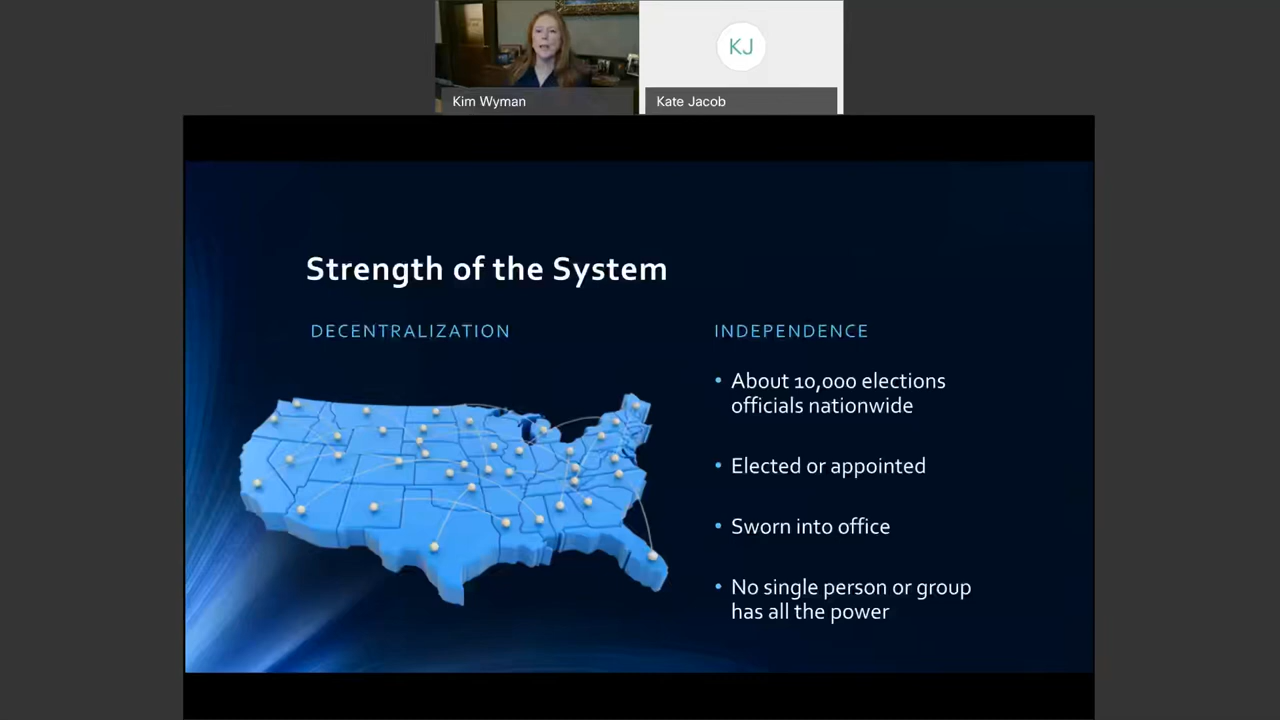 KJ
Kim Wyman
Kate Jacob
Strength of the System
DECENTRALIZATION
INDEPENDENCE
• About 10,000 elections
officials nationwide
• Elected or appointed
• Sworn into office
• No single person or group
has all the power